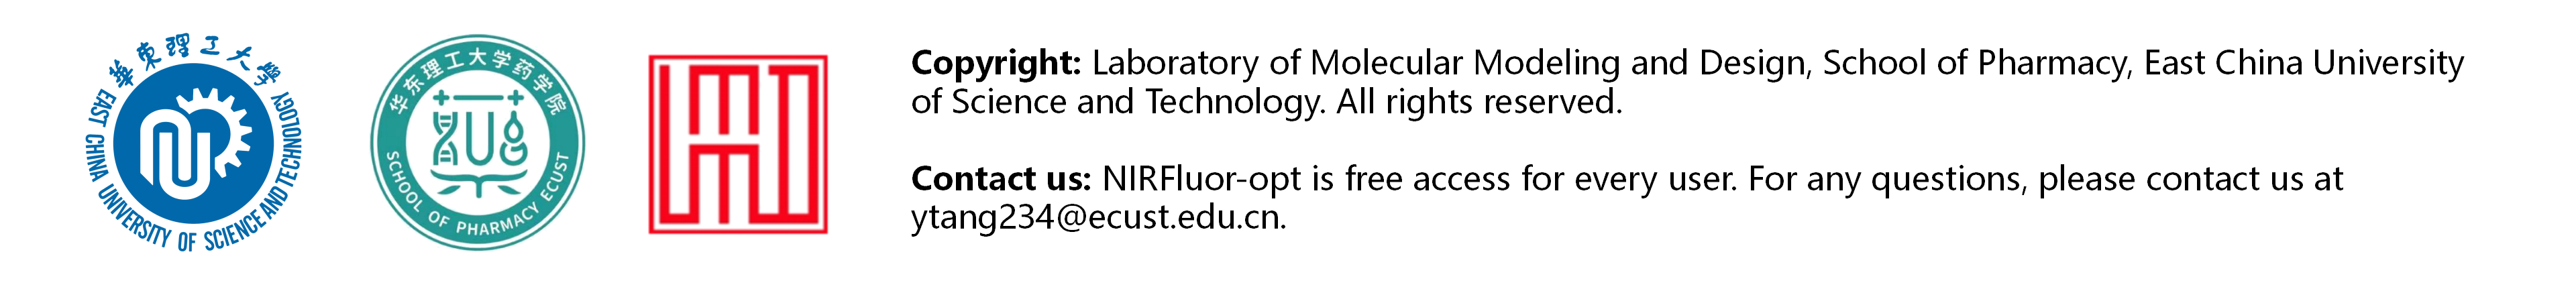 華東理工大學
EAST CHINA UNIVERSITY OF SCIENCE AND TECHNOLOGY
华东理工大学药学院
SCHOOL OF PHARMACY ECUST
LMMD
Copyright: Laboratory of Molecular Modeling and Design, School of Pharmacy, East China University
of Science and Technology. All rights reserved.
Contact us: NIRFluor-opt is free access for every user. For any questions, please contact us at
ytang234@ecust.edu.cn.